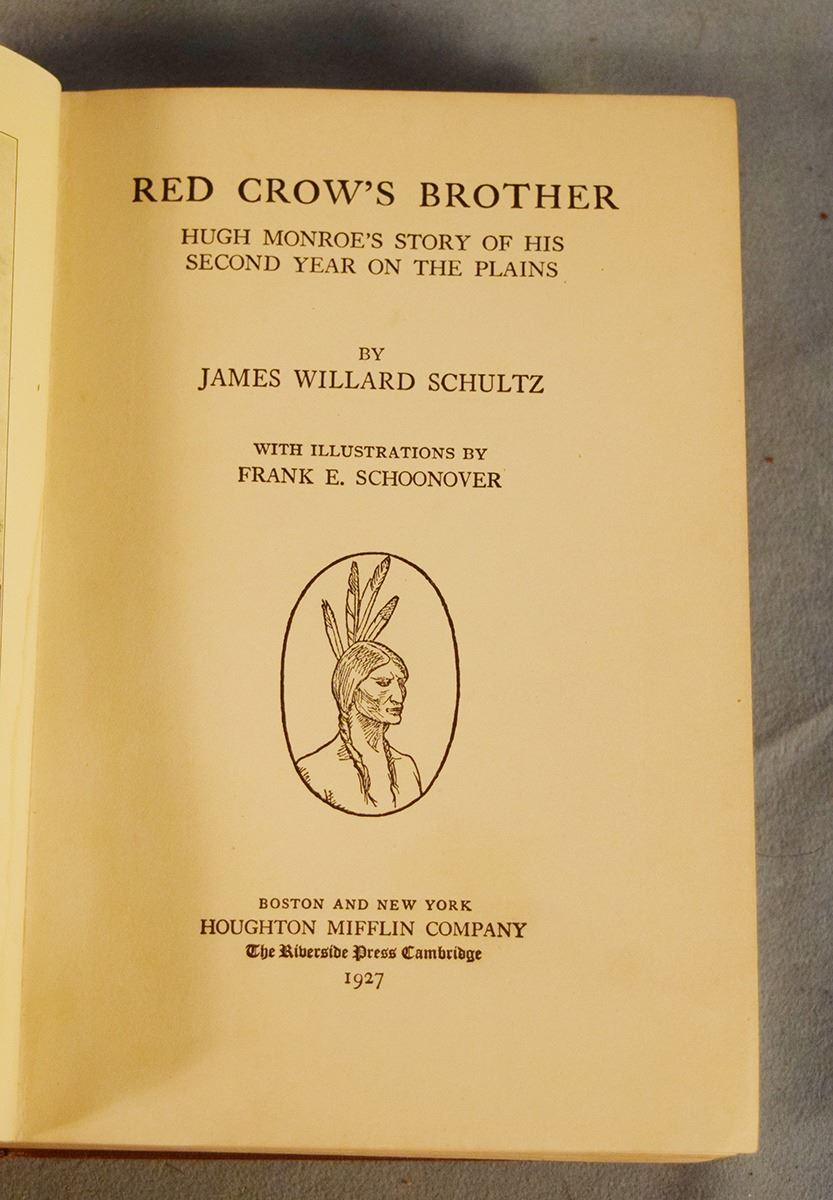 RED CROW'S BROTHER
HUGH MONROE'S STORY OF HIS
SECOND YEAR ON THE PLAINS
BY
JAMES WILLARD SCHULTZ
WITH ILLUSTRATIONS BY
FRANK E. SCHOONOVER
BOSTON AND NEW YORK
HOUGHTON MIFFLIN COMPANY
The Riverside Press Cambridge
1927